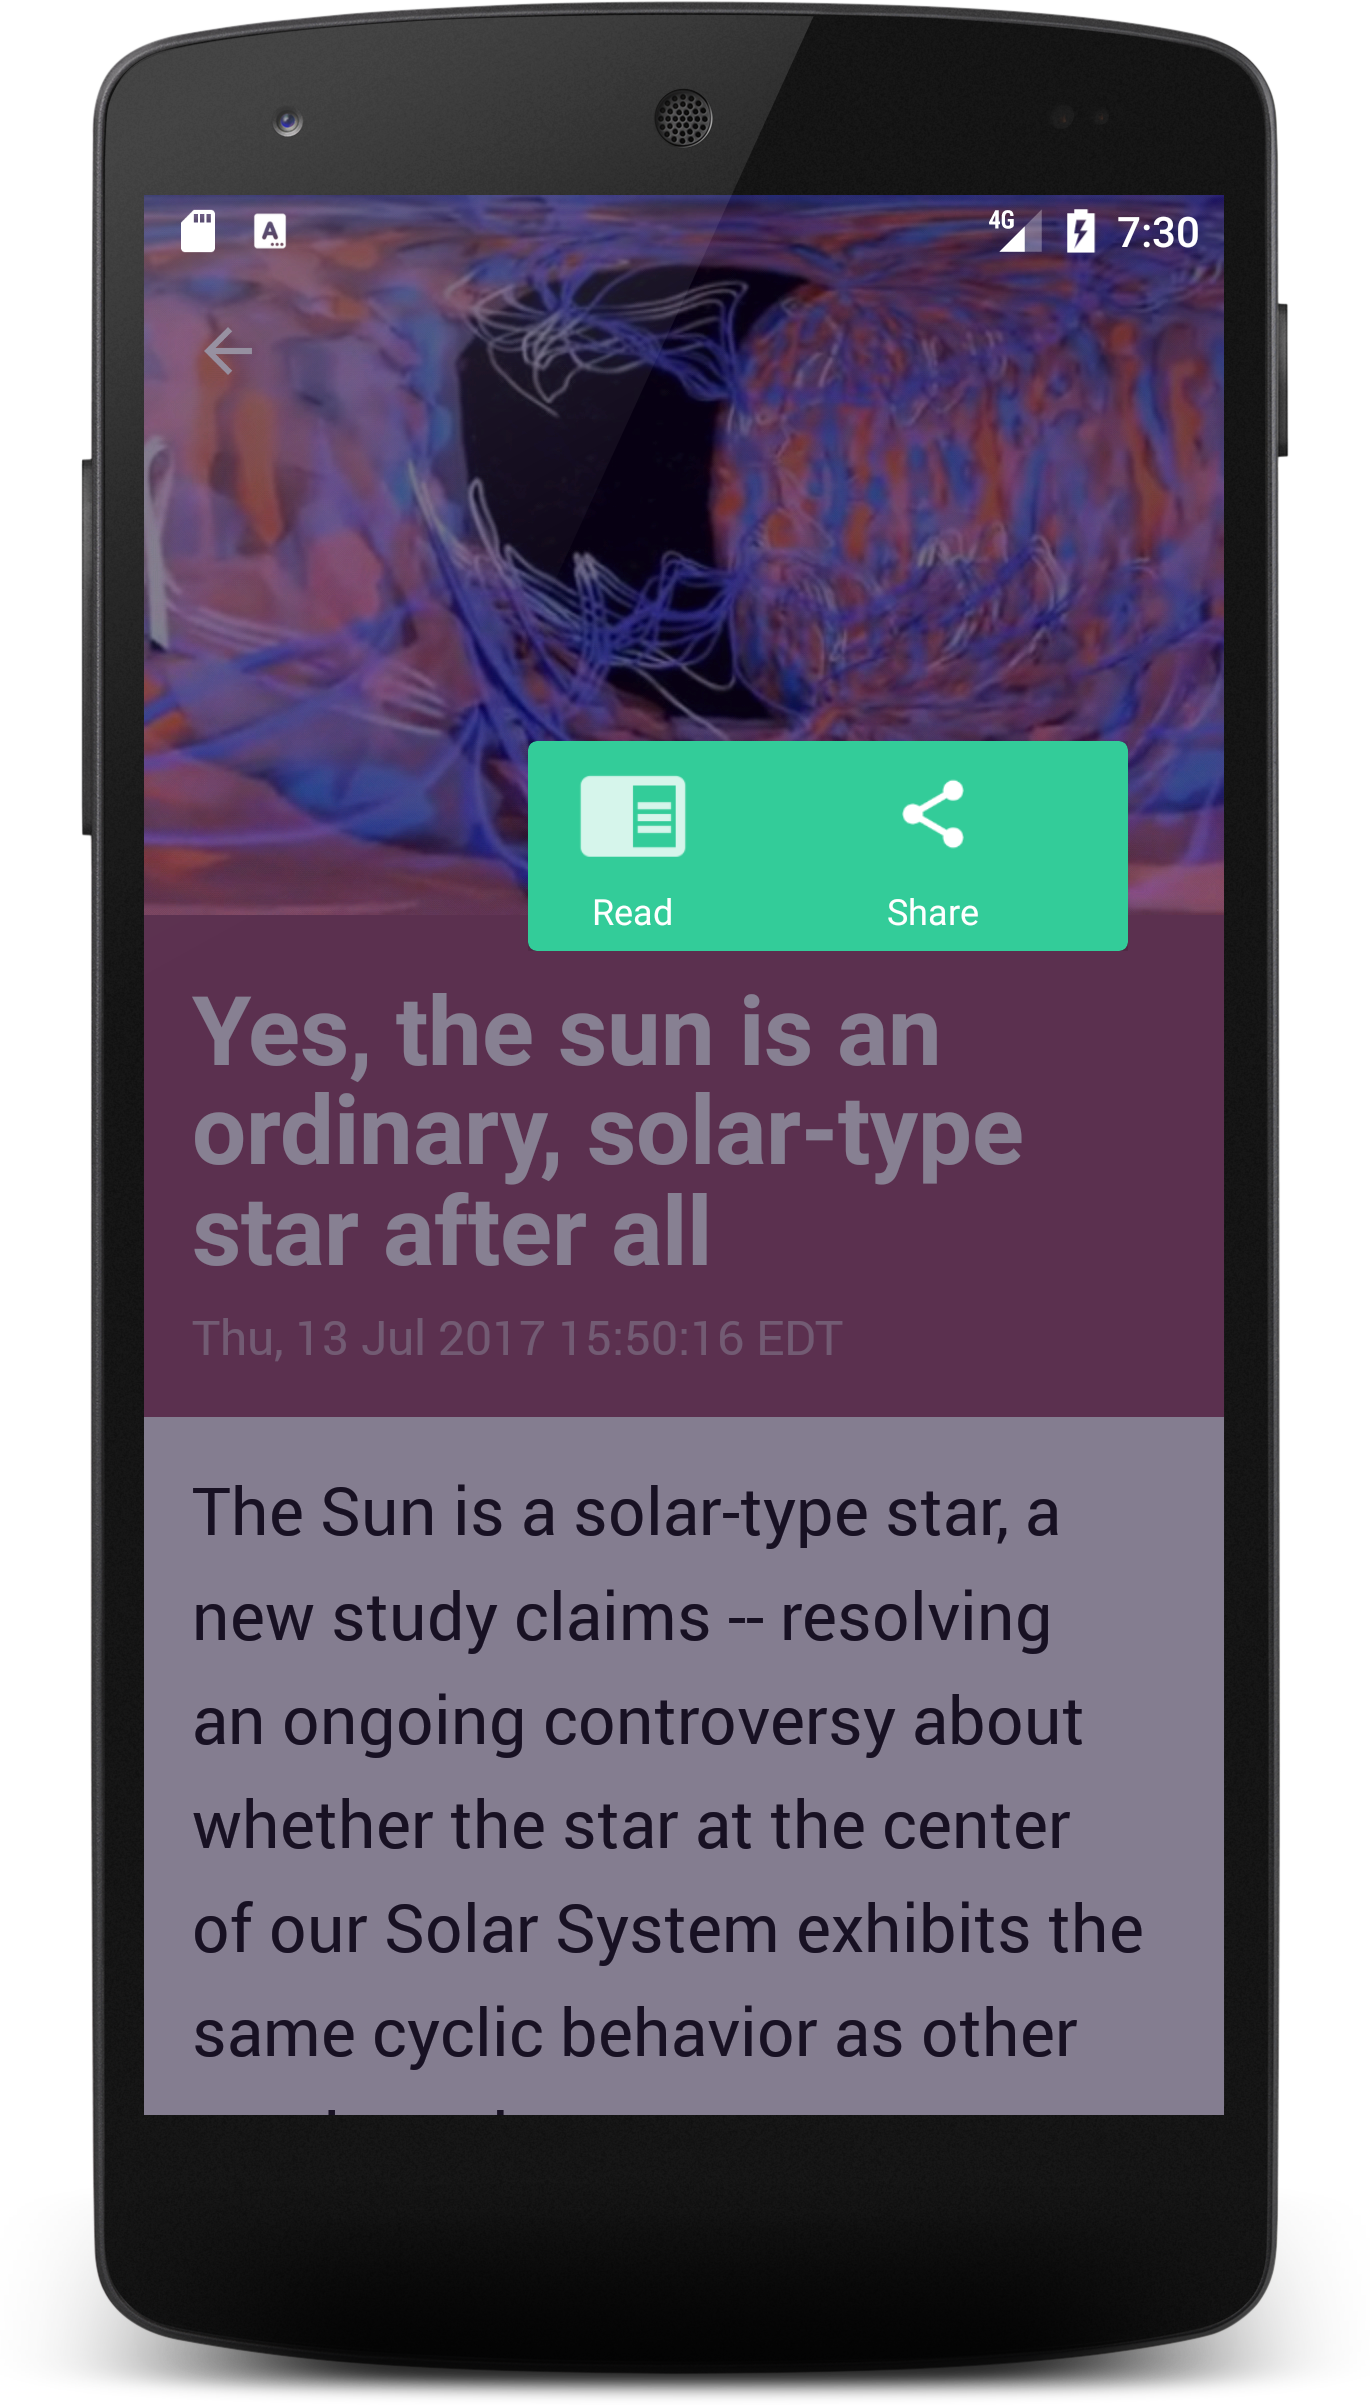 A
4G
7:30
Read
Share
Yes, the sun is an
ordinary, solar-type
star after all
Thu, 13 Jul 2017 15:50:16 EDT
The Sun is a solar-type star, a
new study claims -- resolving
an ongoing controversy about
whether the star at the center
of our Solar System exhibits the
same cyclic behavior as other